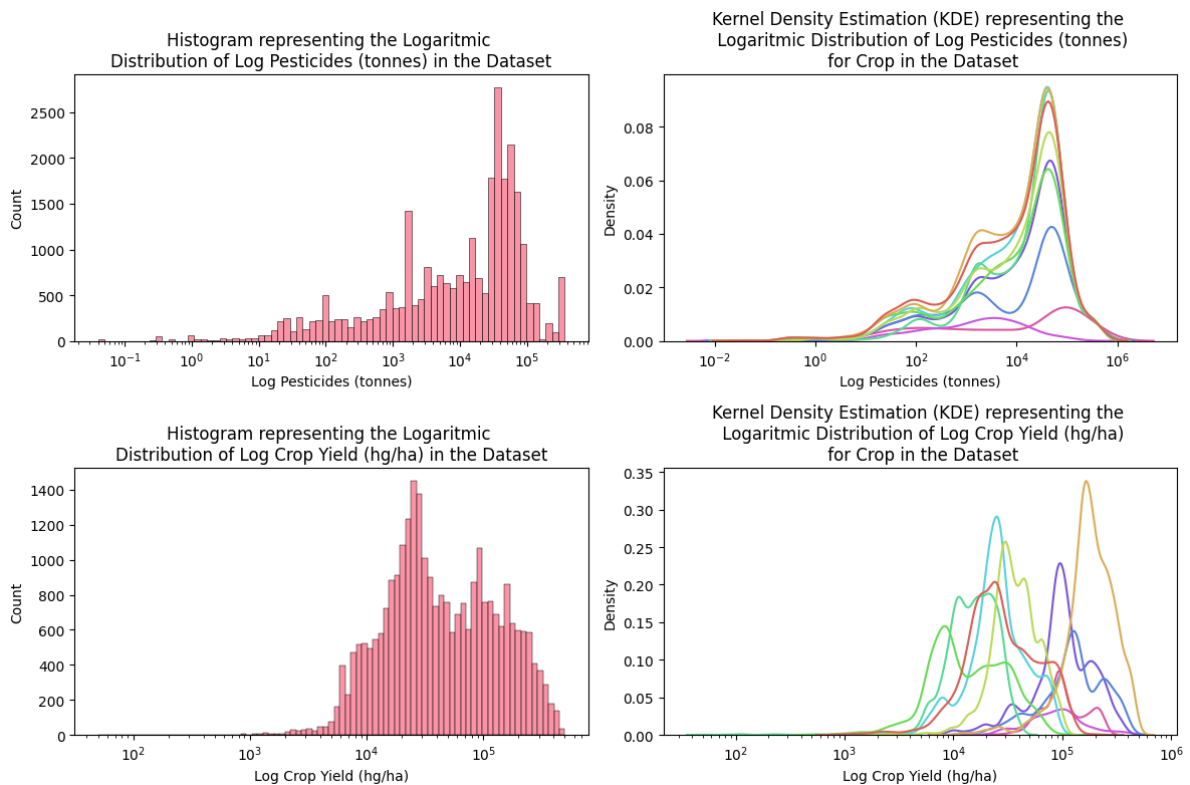 Histogram representing the Logaritmic
Distribution of Log Pesticides (tonnes) in the Dataset
2500
2000
1500
1000
500
0
Count
10⁻¹
10⁰
10¹
10²
10³
10⁴
10⁵
Log Pesticides (tonnes)
Kernel Density Estimation (KDE) representing the
Logaritmic Distribution of Log Pesticides (tonnes)
for Crop in the Dataset
0.08
0.06
0.04
0.02
0.00
Density
10⁻²
10⁰
10²
10⁴
10⁶
Log Pesticides (tonnes)
Histogram representing the Logaritmic
Distribution of Log Crop Yield (hg/ha) in the Dataset
1400
1200
1000
800
600
400
200
0
Count
10²
10³
10⁴
10⁵
Log Crop Yield (hg/ha)
Kernel Density Estimation (KDE) representing the
Logaritmic Distribution of Log Crop Yield (hg/ha)
for Crop in the Dataset
0.35
0.30
0.25
0.20
0.15
0.10
0.05
0.00
Density
10²
10³
10⁴
10⁵
10⁶
Log Crop Yield (hg/ha)